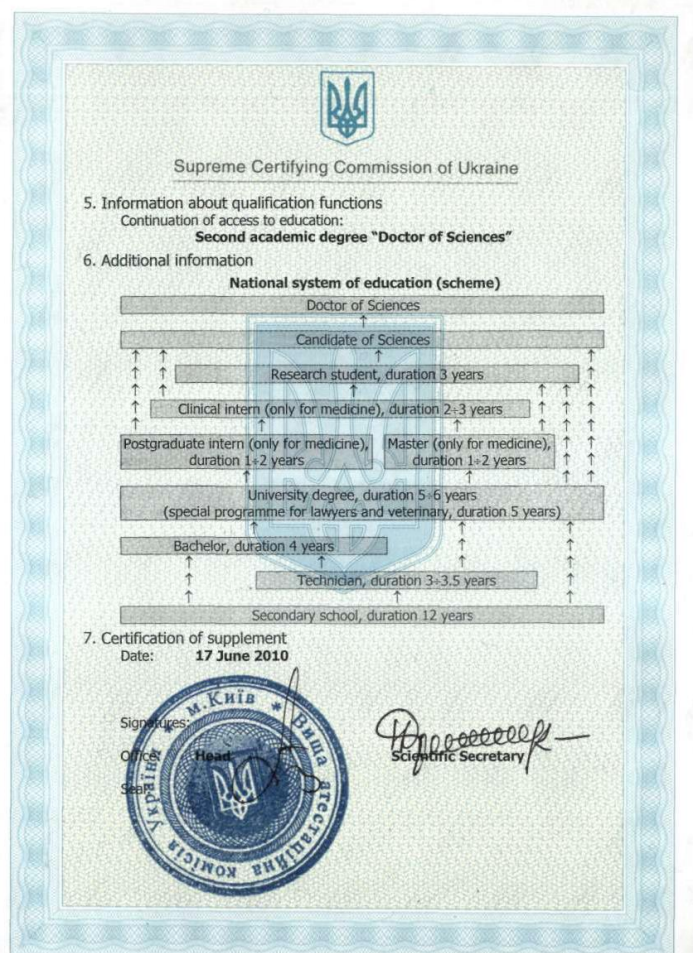 Supreme Certifying Commission of Ukraine
5. Information about qualification functions
Continuation of access to education:
Second academic degree "Doctor of Sciences"
6. Additional information
National system of education (scheme)
Doctor of Sciences
Candidate of Sciences
Research student, duration 3 years
Clinical intern (only for medicine), duration 2÷3 years
Postgraduate intern (only for medicine),
duration 1÷2 years
Master (only for medicine),
duration 1÷2 years
University degree, duration 5÷6 years
(special programme for lawyers and veterinary, duration 5 years)
Bachelor, duration 4 years
Technician, duration 3÷3.5 years
Secondary school, duration 12 years
7. Certification of supplement
Date: 17 June 2010
Signatures:
Office: Head
Scientific Secretary
Seal:
м.Київ * Вища атестаційна комісія України *